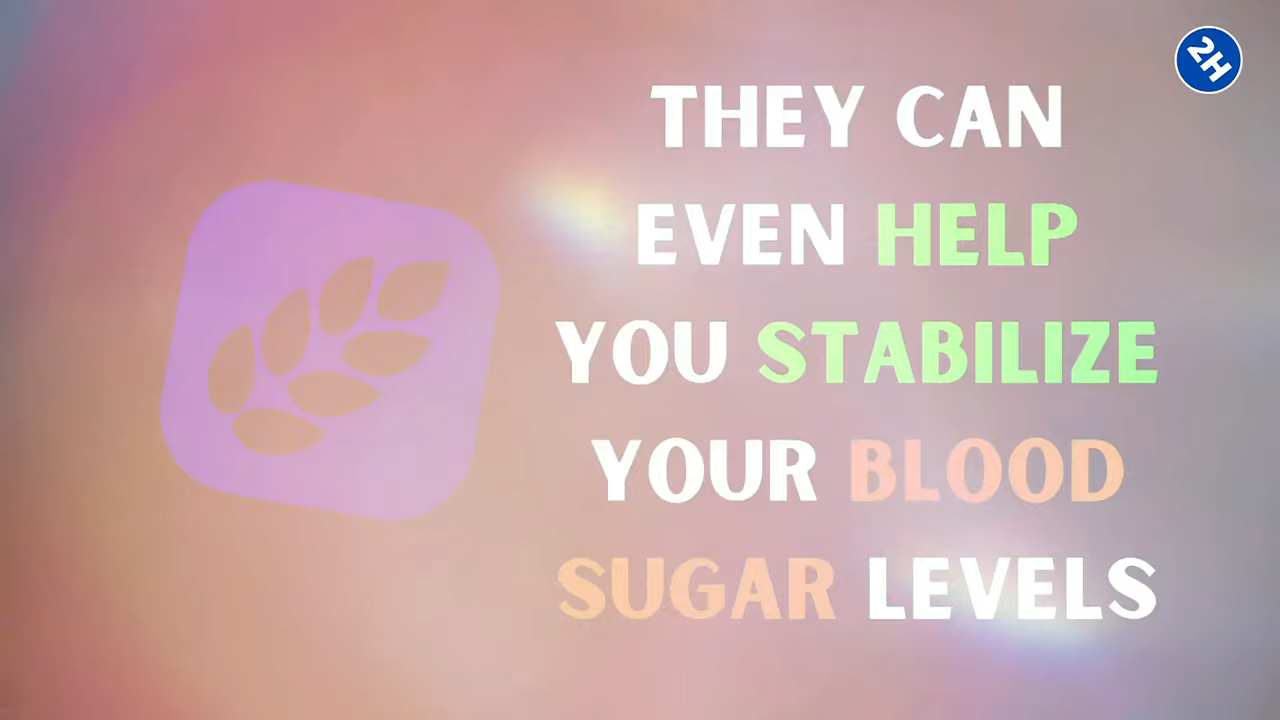 2H
THEY CAN
EVEN HELP
YOU STABILIZE
YOUR BLOOD
SUGAR LEVELS